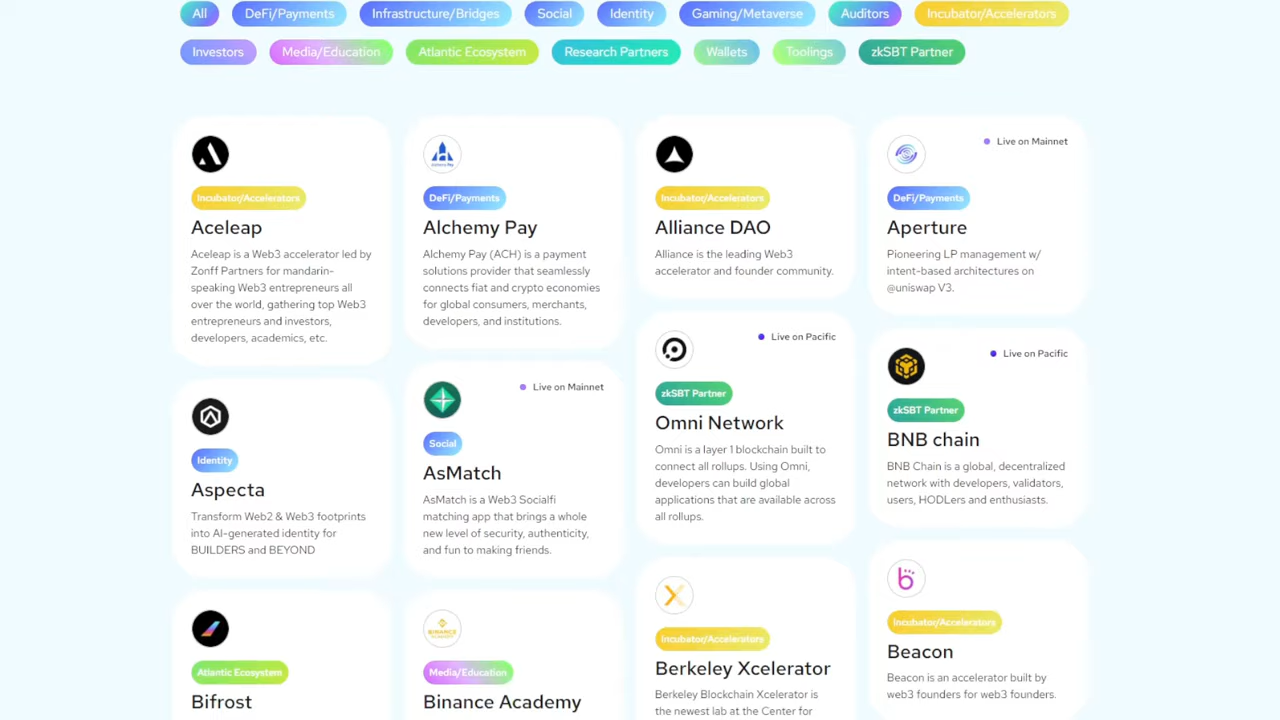 All DeFi/Payments Infrastructure/Bridges Social Identity Gaming/Metaverse Auditors Incubator/Accelerators
Investors Media/Education Atlantic Ecosystem Research Partners Wallets Toolings zkSBT Partner
Incubator/Accelerators
Aceleap
Aceleap is a Web3 accelerator led by
Zonff Partners for mandarin-
speaking Web3 entrepreneurs all
over the world, gathering top Web3
entrepreneurs and investors,
developers, academics, etc.
Alchemy Pay
DeFi/Payments
Alchemy Pay
Alchemy Pay (ACH) is a payment
solutions provider that seamlessly
connects fiat and crypto economies
for global consumers, merchants,
developers, and institutions.
Incubator/Accelerators
Alliance DAO
Alliance is the leading Web3
accelerator and founder community.
Live on Mainnet
DeFi/Payments
Aperture
Pioneering LP management w/
intent-based architectures on
@uniswap V3.
Identity
Aspecta
Transform Web2 & Web3 footprints
into AI-generated identity for
BUILDERS and BEYOND
Live on Mainnet
Social
AsMatch
AsMatch is a Web3 Socialfi
matching app that brings a whole
new level of security, authenticity,
and fun to making friends.
Live on Pacific
zkSBT Partner
Omni Network
Omni is a layer 1 blockchain built to
connect all rollups. Using Omni,
developers can build global
applications that are available across
all rollups.
Live on Pacific
zkSBT Partner
BNB chain
BNB Chain is a global, decentralized
network with developers, validators,
users, HODLers and enthusiasts.
Atlantic Ecosystem
Bifrost
BINANCE
ACADEMY
Media/Education
Binance Academy
Incubator/Accelerators
Berkeley Xcelerator
Berkeley Blockchain Xcelerator is
the newest lab at the Center for
Incubator/Accelerators
Beacon
Beacon is an accelerator built by
web3 founders for web3 founders.